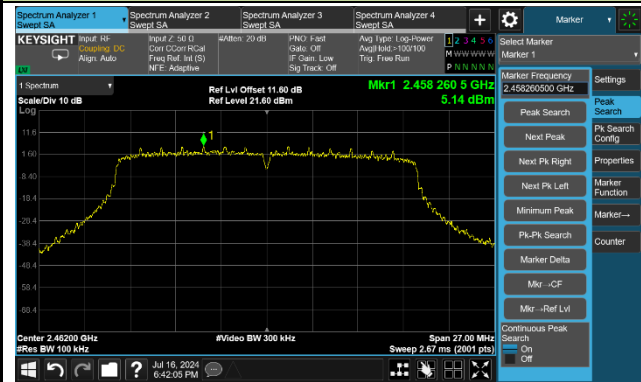 Spectrum Analyzer 1
Swept SA
Spectrum Analyzer 2
Swept SA
Spectrum Analyzer 3
Swept SA
Spectrum Analyzer 4
Swept SA
+
Marker
KEYSIGHT
Input: RF
Coupling: DC
Align: Auto
Input Z: 50 Ω
Corr CCorr RCal
Freq Ref: Int (S)
NFE: Adaptive
#Atten: 20 dB
PNO: Fast
Gate: Off
IF Gain: Low
Sig Track: Off
Avg Type: Log-Power
Avg|Hold:>100/100
Trig: Free Run
1 2 3 4 5 6
M W W W W W
P N N N N N
Select Marker
Marker 1
1 Spectrum
Scale/Div 10 dB
Log
Ref Lvl Offset 11.60 dB
Ref Level 21.60 dBm
Mkr1 2.458 260 5 GHz
5.14 dBm
1
11.6
1.60
-8.40
-18.4
-28.4
-38.4
-48.4
-58.4
-68.4
Center 2.46200 GHz
#Res BW 100 kHz
#Video BW 300 kHz
Span 27.00 MHz
Sweep 2.67 ms (2001 pts)
Marker Frequency
2.458260500 GHz
Peak Search
Next Peak
Next Pk Right
Next Pk Left
Minimum Peak
Pk-Pk Search
Marker Delta
Mkr→CF
Mkr→Ref Lvl
Continuous Peak
Search
On
Off
Settings
Peak
Search
Pk Search
Config
Properties
Marker
Function
Marker→
Counter
?
Jul 16, 2024
6:42:05 PM